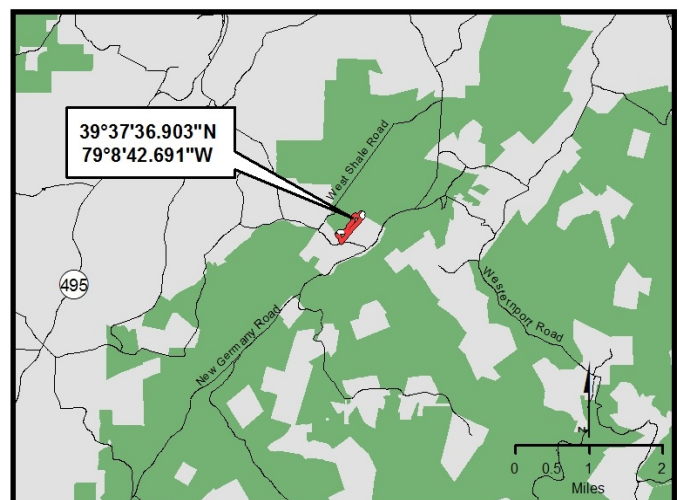 39°37'36.903"N
79°8'42.691"W
West Shale Road
495
Westernport Road
New Germany Road
N
0 0.5 1 2
Miles